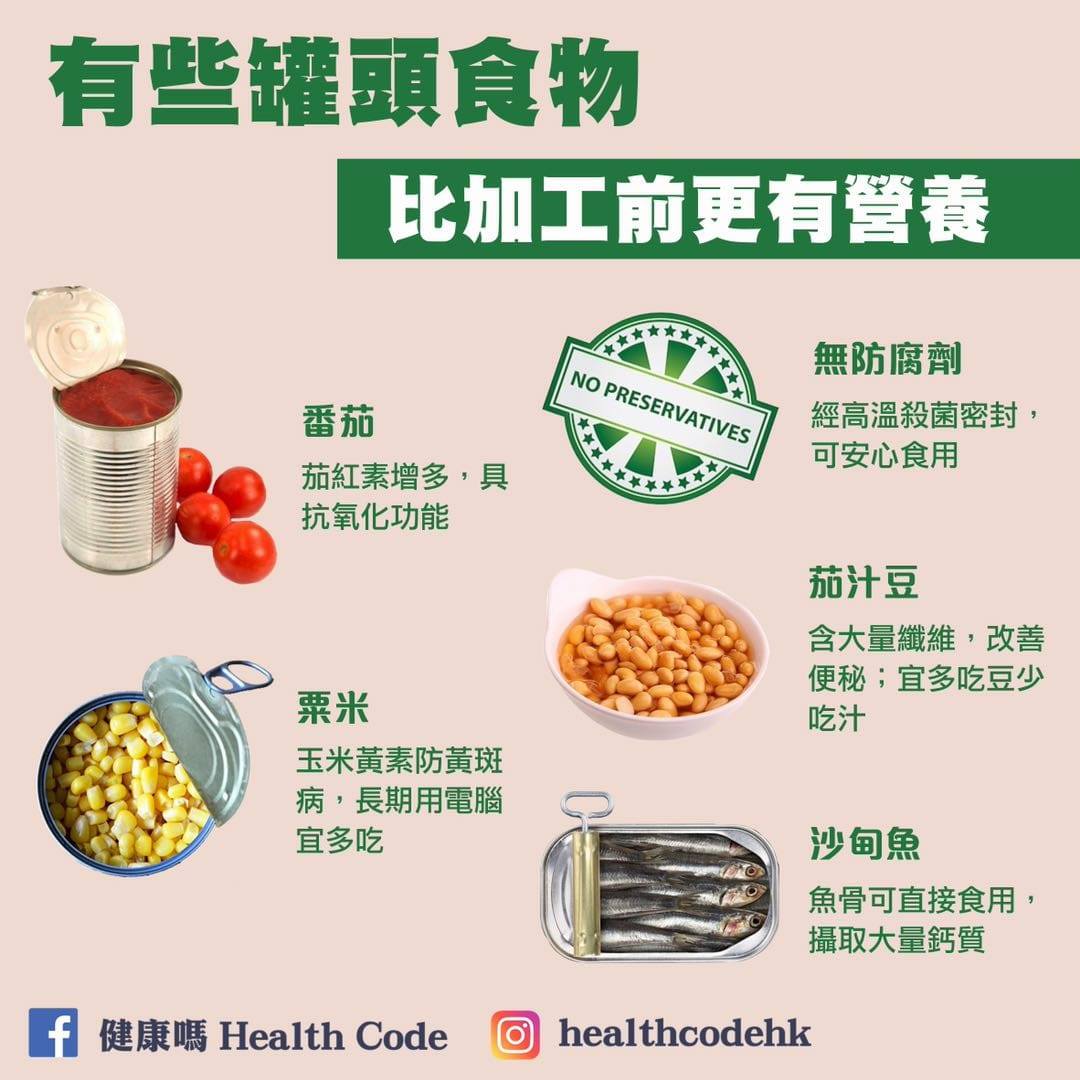 有些罐頭食物
比加工前更有營養
番茄
茄紅素增多，具
抗氧化功能
粟米
玉米黃素防黃斑
病，長期用電腦
宜多吃
NO PRESERVATIVES
無防腐劑
經高溫殺菌密封，
可安心食用
茄汁豆
含大量纖維，改善
便秘；宜多吃豆少
吃汁
沙甸魚
魚骨可直接食用，
攝取大量鈣質
健康嗎 Health Code
healthcodehk